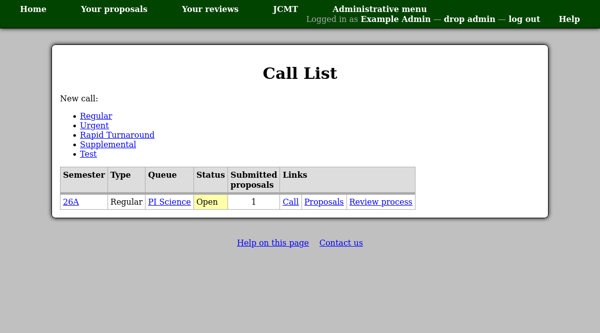 Home Your proposals Your reviews JCMT Administrative menu
Logged in as Example Admin — drop admin — log out Help
Call List
New call:
Regular
Urgent
Rapid Turnaround
Supplemental
Test
Semester Type Queue Status Submitted proposals Links
26A Regular PI Science Open 1 Call Proposals Review process
Help on this page Contact us